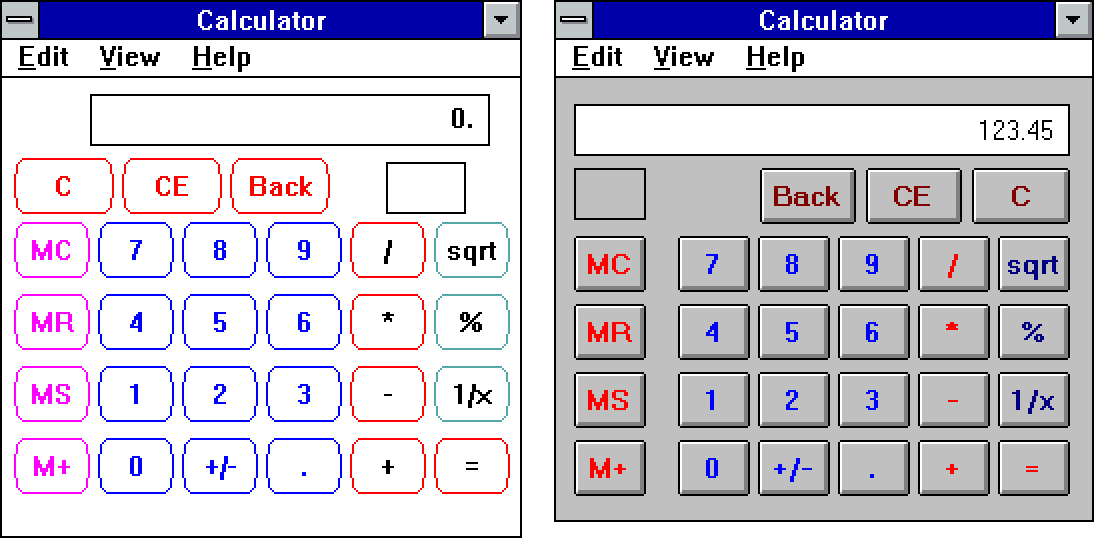 Calculator
Edit View Help
0.
C CE Back
MC 7 8 9 / sqrt
MR 4 5 6 * %
MS 1 2 3 - 1/x
M+ 0 +/- . + =
Calculator
Edit View Help
123.45
Back CE C
MC 7 8 9 / sqrt
MR 4 5 6 * %
MS 1 2 3 - 1/x
M+ 0 +/- . + =